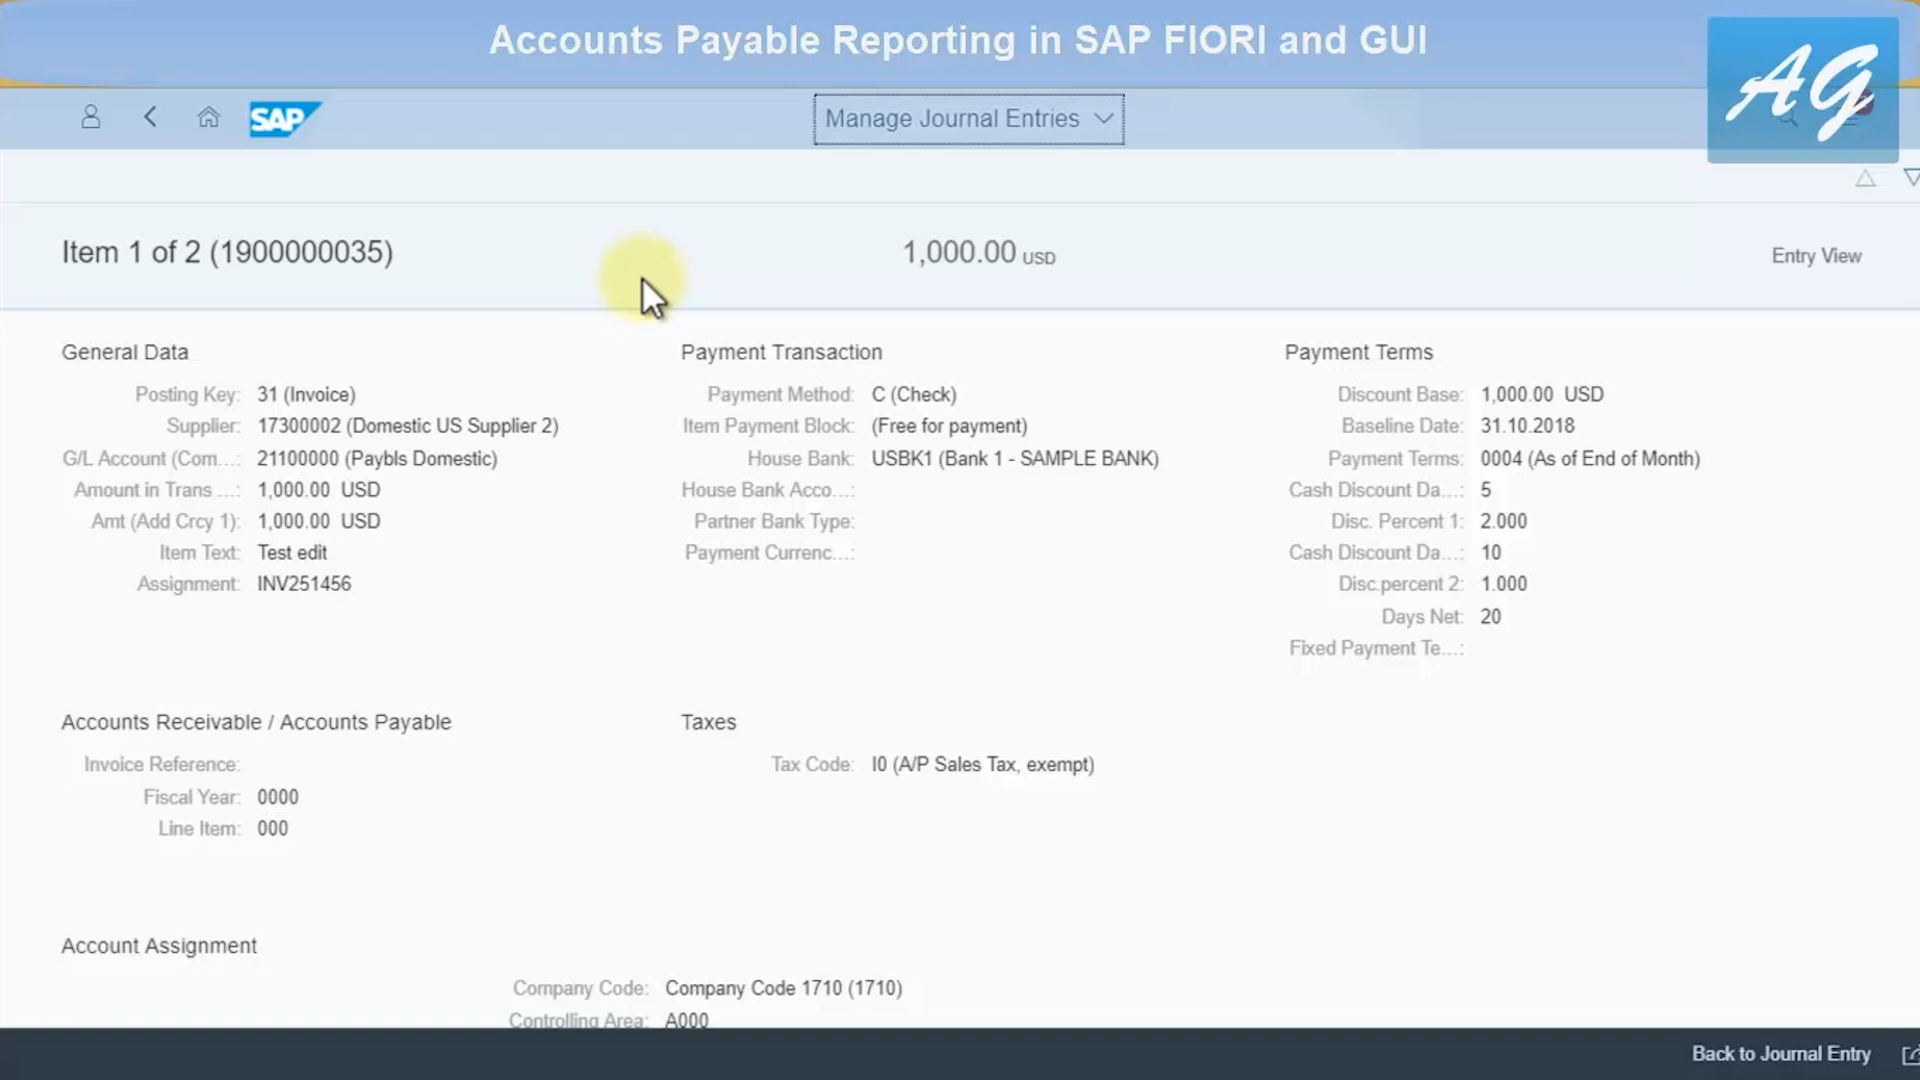 Accounts Payable Reporting in SAP FIORI and GUI
AG
SAP
Manage Journal Entries
Item 1 of 2 (1900000035)
1,000.00 USD
Entry View
General Data
Posting Key: 31 (Invoice)
Supplier: 17300002 (Domestic US Supplier 2)
G/L Account (Com...: 21100000 (Paybls Domestic)
Amount in Trans ...: 1,000.00 USD
Amt (Add Crcy 1): 1,000.00 USD
Item Text: Test edit
Assignment: INV251456
Payment Transaction
Payment Method: C (Check)
Item Payment Block: (Free for payment)
House Bank: USBK1 (Bank 1 - SAMPLE BANK)
House Bank Acco...:
Partner Bank Type:
Payment Currenc...:
Payment Terms
Discount Base: 1,000.00 USD
Baseline Date: 31.10.2018
Payment Terms: 0004 (As of End of Month)
Cash Discount Da...: 5
Disc. Percent 1: 2.000
Cash Discount Da...: 10
Disc.percent 2: 1.000
Days Net: 20
Fixed Payment Te...:
Accounts Receivable / Accounts Payable
Invoice Reference:
Fiscal Year: 0000
Line Item: 000
Taxes
Tax Code: I0 (A/P Sales Tax, exempt)
Account Assignment
Company Code: Company Code 1710 (1710)
Controlling Area: A000
Back to Journal Entry